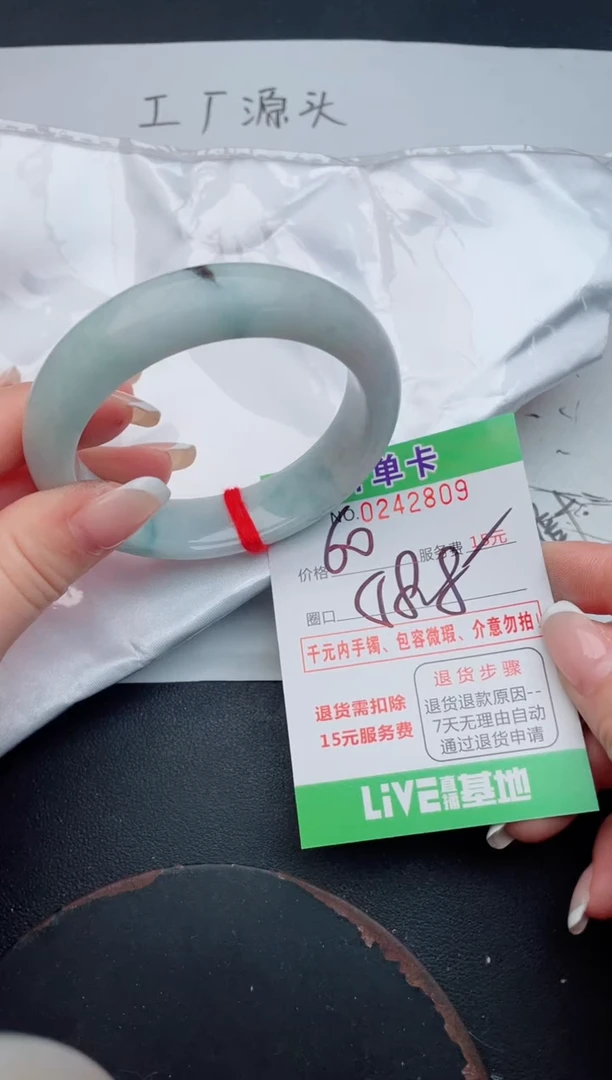 工厂源头
单卡
NO.0242809
价格 60 服务费 15元
圈口 188
千元内手镯、包容微瑕、介意勿拍!
退货需扣除
15元服务费
退货步骤
退货退款原因--
7天无理由自动
通过退货申请
LiVE直播基地